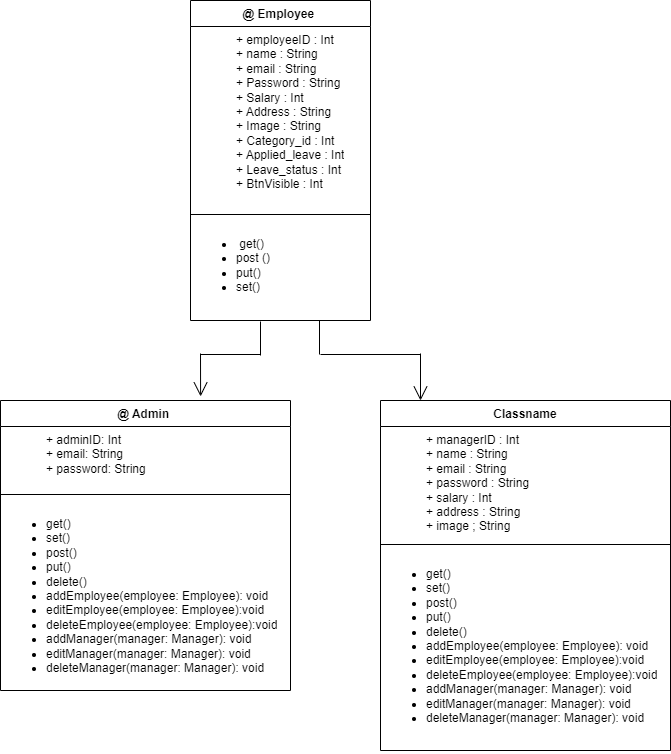 @ Employee
+ employeeID : Int
+ name : String
+ email : String
+ Password : String
+ Salary : Int
+ Address : String
+ Image : String
+ Category_id : Int
+ Applied_leave : Int
+ Leave_status : Int
+ BtnVisible : Int
• get()
• post ()
• put()
• set()
@ Admin
+ adminID: Int
+ email: String
+ password: String
• get()
• set()
• post()
• put()
• delete()
• addEmployee(employee: Employee): void
• editEmployee(employee: Employee):void
• deleteEmployee(employee: Employee):void
• addManager(manager: Manager): void
• editManager(manager: Manager): void
• deleteManager(manager: Manager): void
Classname
+ managerID : Int
+ name : String
+ email : String
+ password : String
+ salary : Int
+ address : String
+ image ; String
• get()
• set()
• post()
• put()
• delete()
• addEmployee(employee: Employee): void
• editEmployee(employee: Employee):void
• deleteEmployee(employee: Employee):void
• addManager(manager: Manager): void
• editManager(manager: Manager): void
• deleteManager(manager: Manager): void